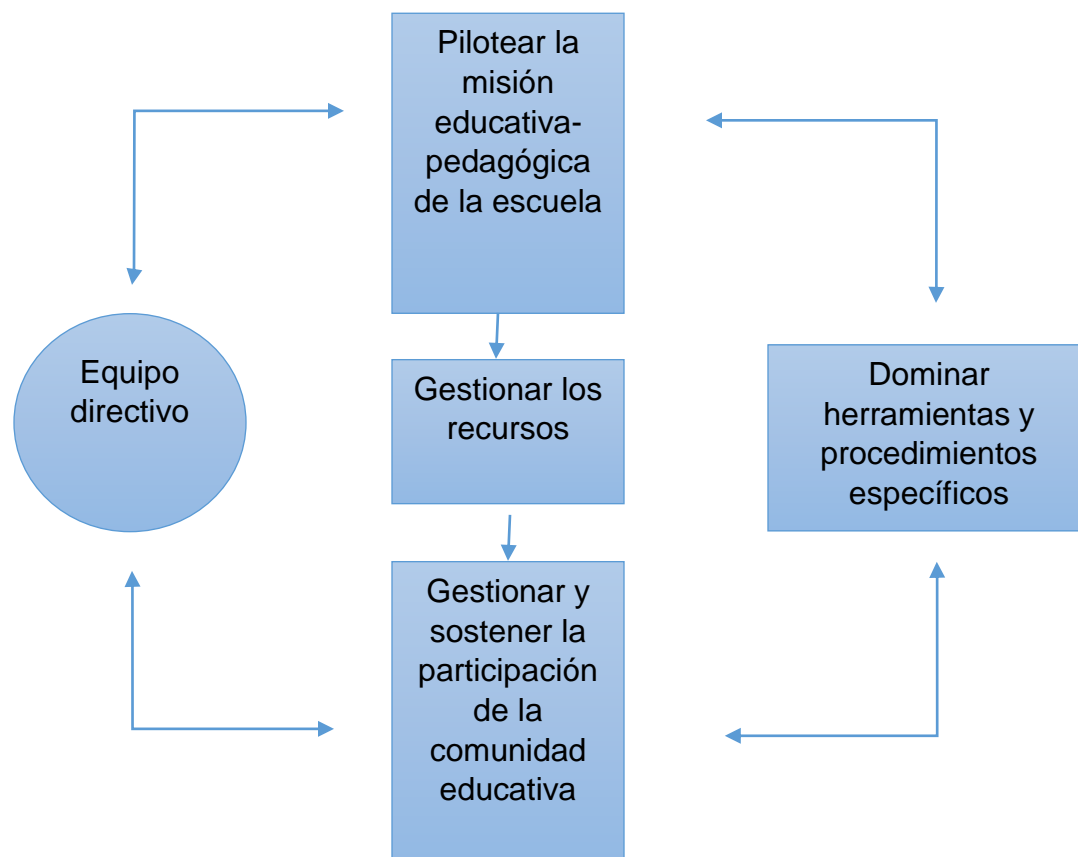 Pilotear la
misión
educativa-
pedagógica
de la escuela
Equipo
directivo
Gestionar los
recursos
Dominar
herramientas y
procedimientos
específicos
Gestionar y
sostener la
participación
de la
comunidad
educativa